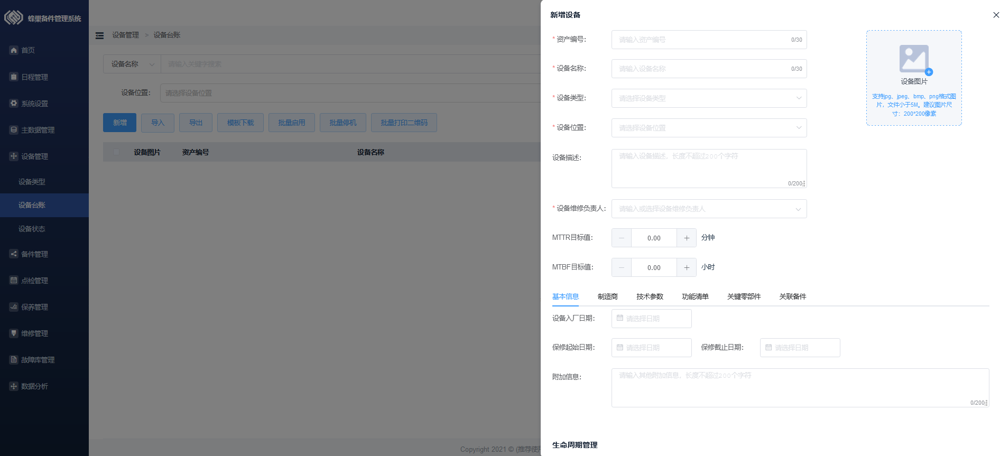 蜂巢备件管理系统
首页
日程管理
系统设置
主数据管理
设备管理
设备类型
设备台账
设备状态
备件管理
点检管理
保养管理
维修管理
故障库管理
数据分析
设备管理 > 设备台账
设备名称 请输入关键字搜索
设备位置： 请选择设备位置
新增 导入 导出 模板下载 批量启用 批量停机 批量打印二维码
设备图片 资产编号 设备名称
Copyright 2021 © (推荐使用
新增设备
* 资产编号： 请输入资产编号 0/30
* 设备名称： 请输入设备名称 0/30
* 设备类型： 请选择设备类型
* 设备位置： 请选择设备位置
设备描述： 请输入设备描述，长度不超过200个字符
0/200
* 设备维修负责人： 请输入或选择设备维修负责人
MTTR目标值： 0.00 分钟
MTBF目标值： 0.00 小时
设备图片
支持jpg、jpeg、bmp、png格式图
片，文件小于5M。建议图片尺
寸：200*200像素
基本信息 制造商 技术参数 功能清单 关键零部件 关联备件
设备入厂日期： 请选择日期
保修起始日期： 请选择日期 保修截止日期： 请选择日期
附加信息： 请输入其他附加信息，长度不超过200个字符
0/200
生命周期管理